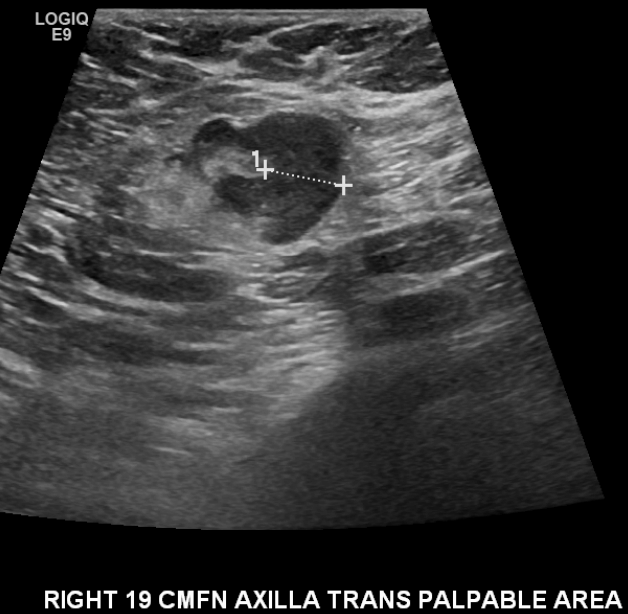 LOGIQ
E9
1
RIGHT 19 CMFN AXILLA TRANS PALPABLE AREA